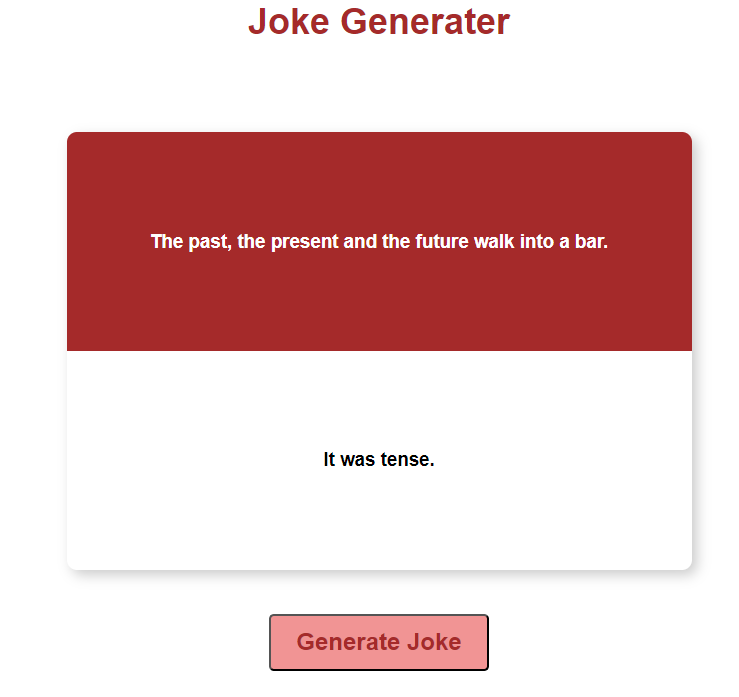 Joke Generater
The past, the present and the future walk into a bar.
It was tense.
Generate Joke